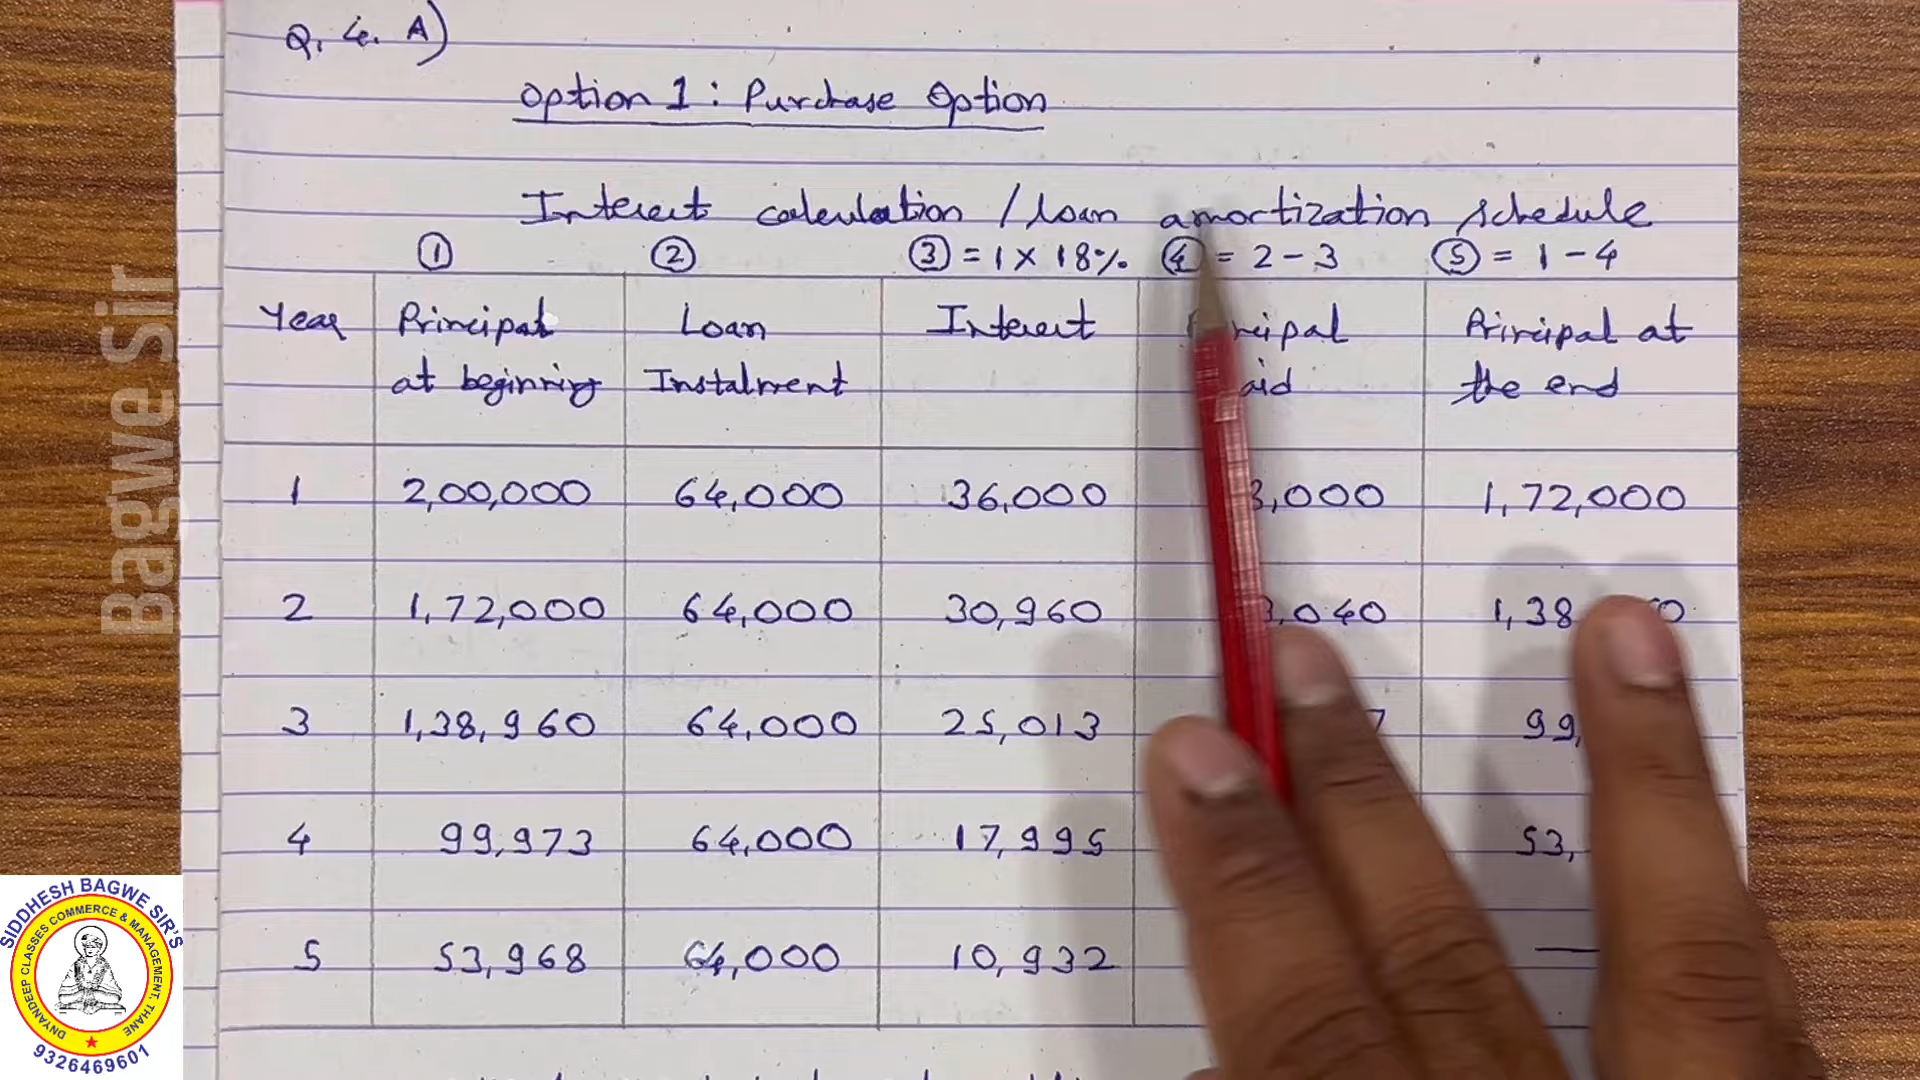 Q. 4. A)
Option 1 : Purchase Option
Interest calculation / Loan amortization schedule
① ② ③ = 1 × 18% ④ = 2 - 3 ⑤ = 1 - 4
Year Principal Loan Interest Principal at
at beginning Instalment the end
1 2,00,000 64,000 36,000 1,72,000
2 1,72,000 64,000 30,960
3 1,38,960 64,000 25,013
4 99,973 64,000 17,995
5 53,968 64,000 10,932 —
Bagwe Sir
SIDDHESH BAGWE SIR'S
DNYANDEEP CLASSES COMMERCE & MANAGEMENT, THANE
9326469601